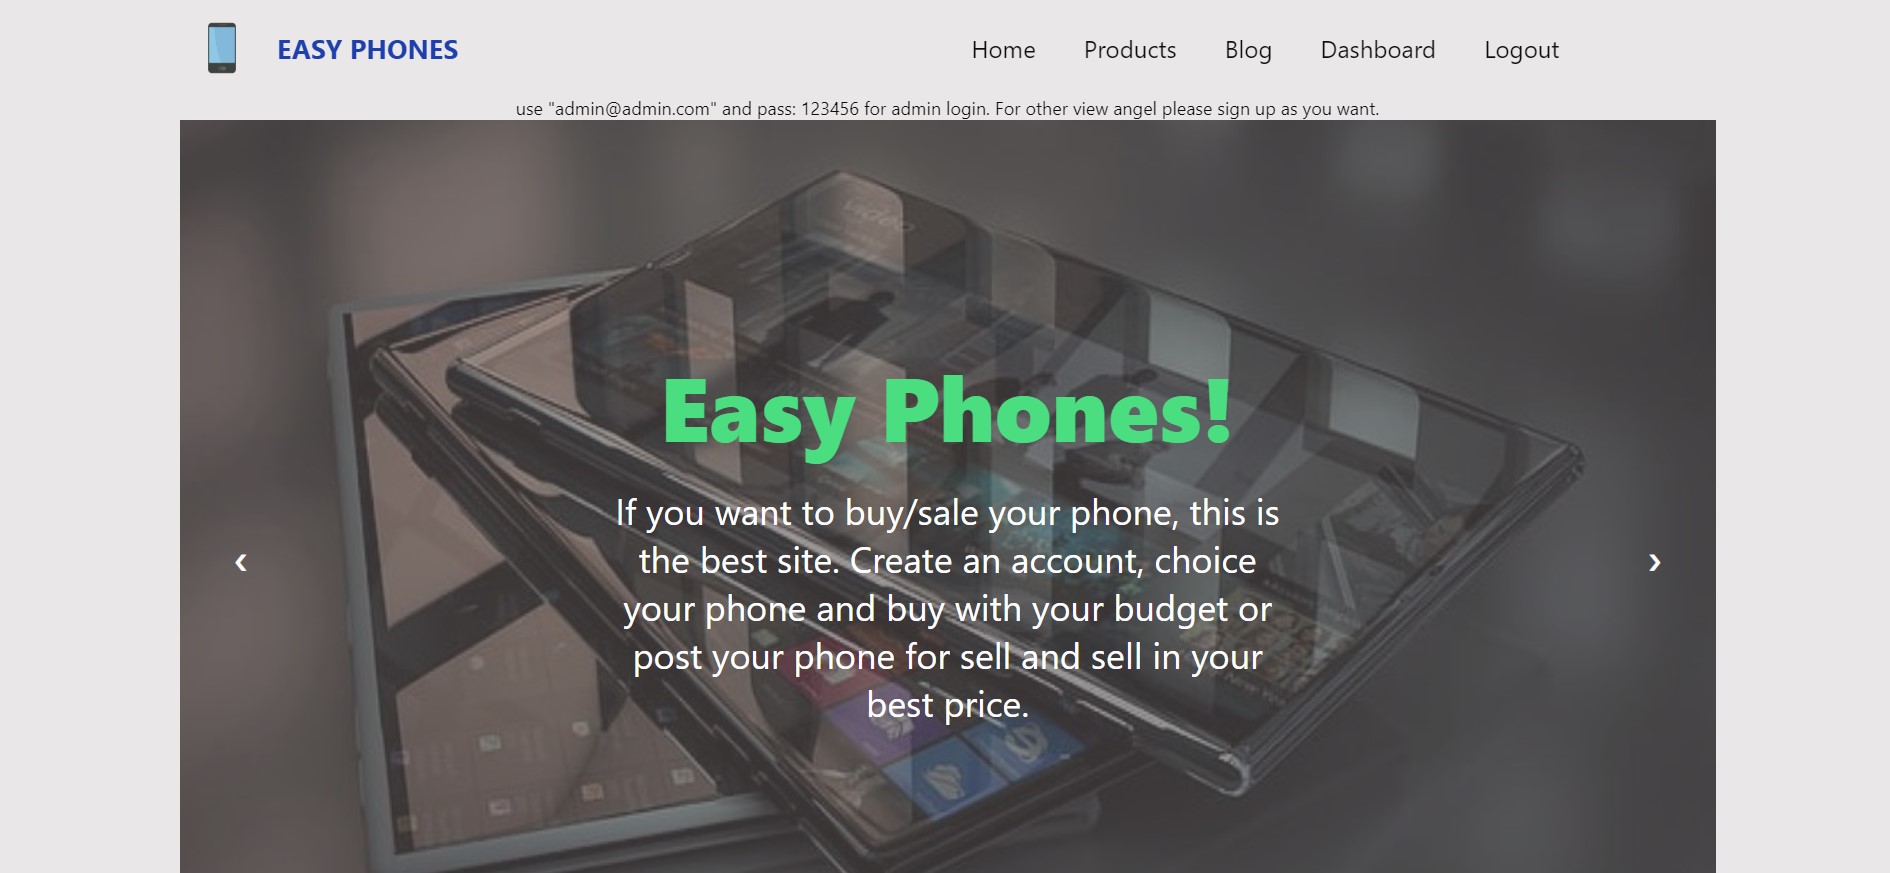 EASY PHONES
Home Products Blog Dashboard Logout
use "admin@admin.com" and pass: 123456 for admin login. For other view angel please sign up as you want.
Easy Phones!
If you want to buy/sale your phone, this is
the best site. Create an account, choice
your phone and buy with your budget or
post your phone for sell and sell in your
best price.